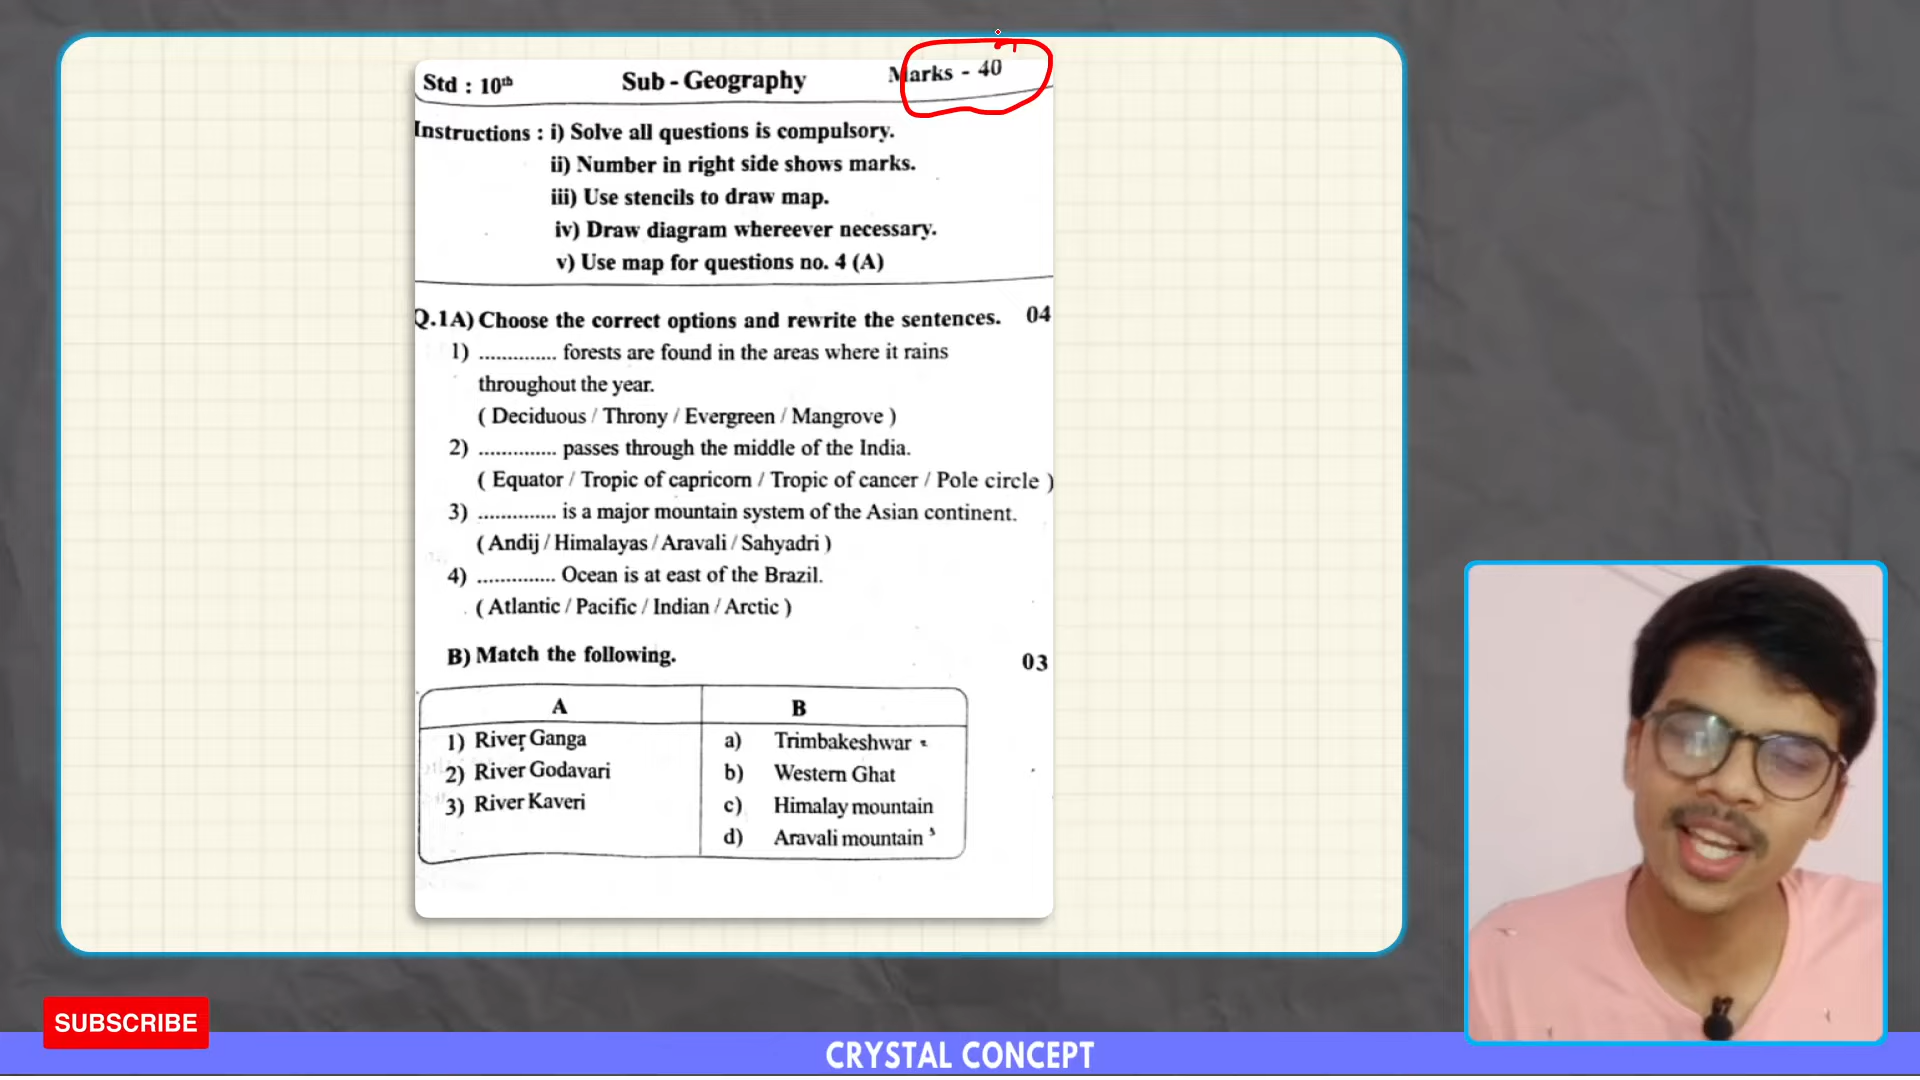 Std : 10th Sub - Geography Marks - 40
Instructions : i) Solve all questions is compulsory.
ii) Number in right side shows marks.
iii) Use stencils to draw map.
iv) Draw diagram whereever necessary.
v) Use map for questions no. 4 (A)
Q.1A) Choose the correct options and rewrite the sentences. 04
1) .............. forests are found in the areas where it rains
throughout the year.
( Deciduous / Throny / Evergreen / Mangrove )
2) .............. passes through the middle of the India.
( Equator / Tropic of capricorn / Tropic of cancer / Pole circle )
3) .............. is a major mountain system of the Asian continent.
( Andij / Himalayas / Aravali / Sahyadri )
4) .............. Ocean is at east of the Brazil.
( Atlantic / Pacific / Indian / Arctic )
B) Match the following. 03
A B
1) River Ganga a) Trimbakeshwar
2) River Godavari b) Western Ghat
3) River Kaveri c) Himalay mountain
d) Aravali mountain
SUBSCRIBE
CRYSTAL CONCEPT